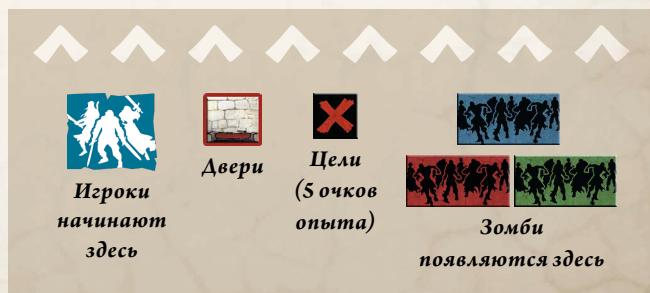 Игроки
начинают
здесь
Двери
Цели
(5 очков
опыта)
Зомби
появляются здесь